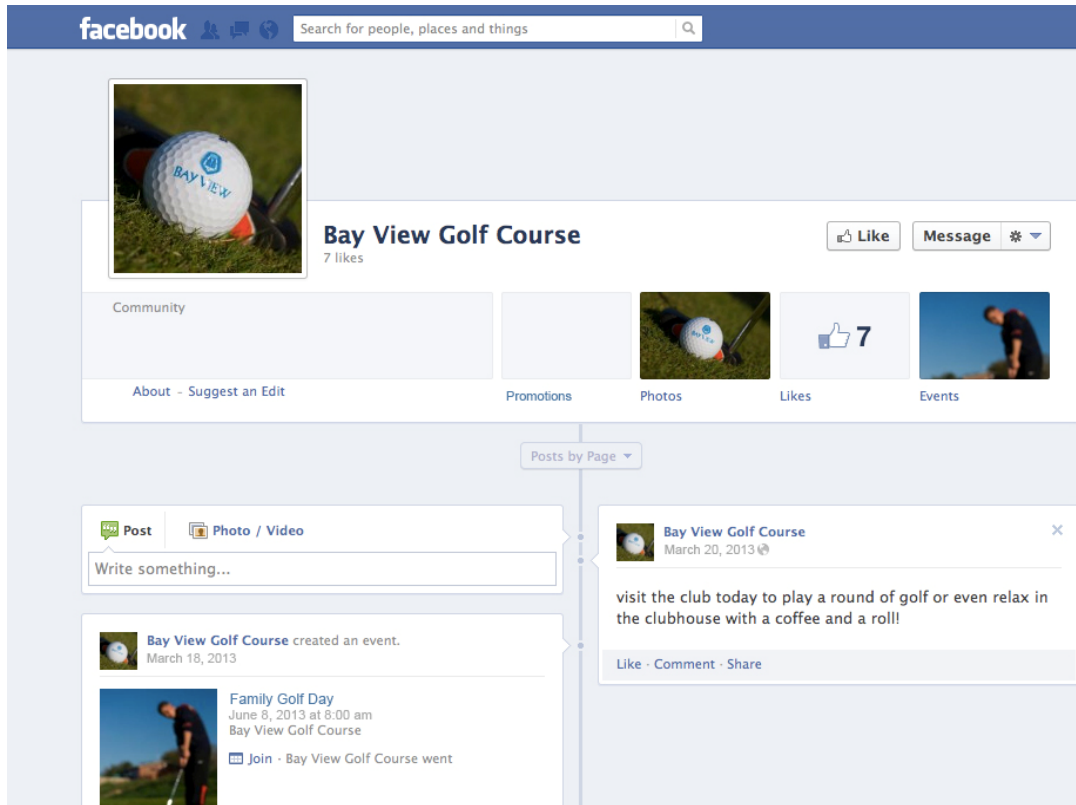 facebook
Search for people, places and things
BAY VIEW
Bay View Golf Course
7 likes
Like
Message
Community
BAY VIEW
7
About - Suggest an Edit
Promotions
Photos
Likes
Events
Posts by Page
Post
Photo / Video
Write something...
Bay View Golf Course created an event.
March 18, 2013
Family Golf Day
June 8, 2013 at 8:00 am
Bay View Golf Course
Join · Bay View Golf Course went
Bay View Golf Course
March 20, 2013
visit the club today to play a round of golf or even relax in
the clubhouse with a coffee and a roll!
Like · Comment · Share